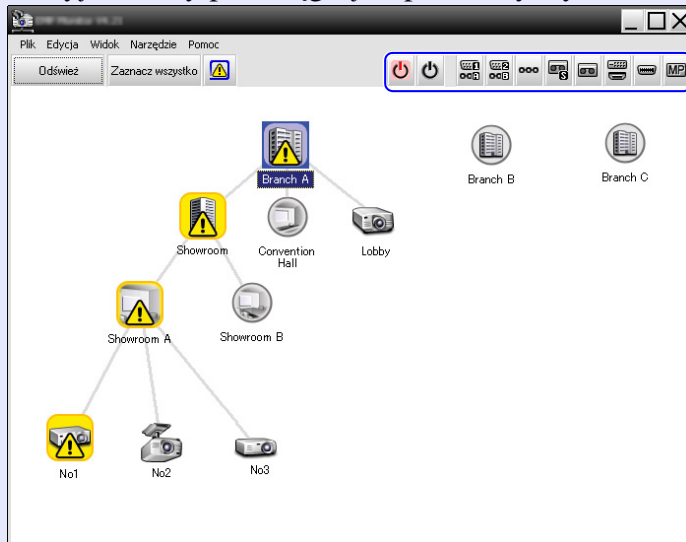 Plik Edycja Widok Narzędzie Pomoc
Odśwież Zaznacz wszystko
MP
Branch A
Branch B
Branch C
Showroom
Convention
Hall
Lobby
Showroom A
Showroom B
No1
No2
No3